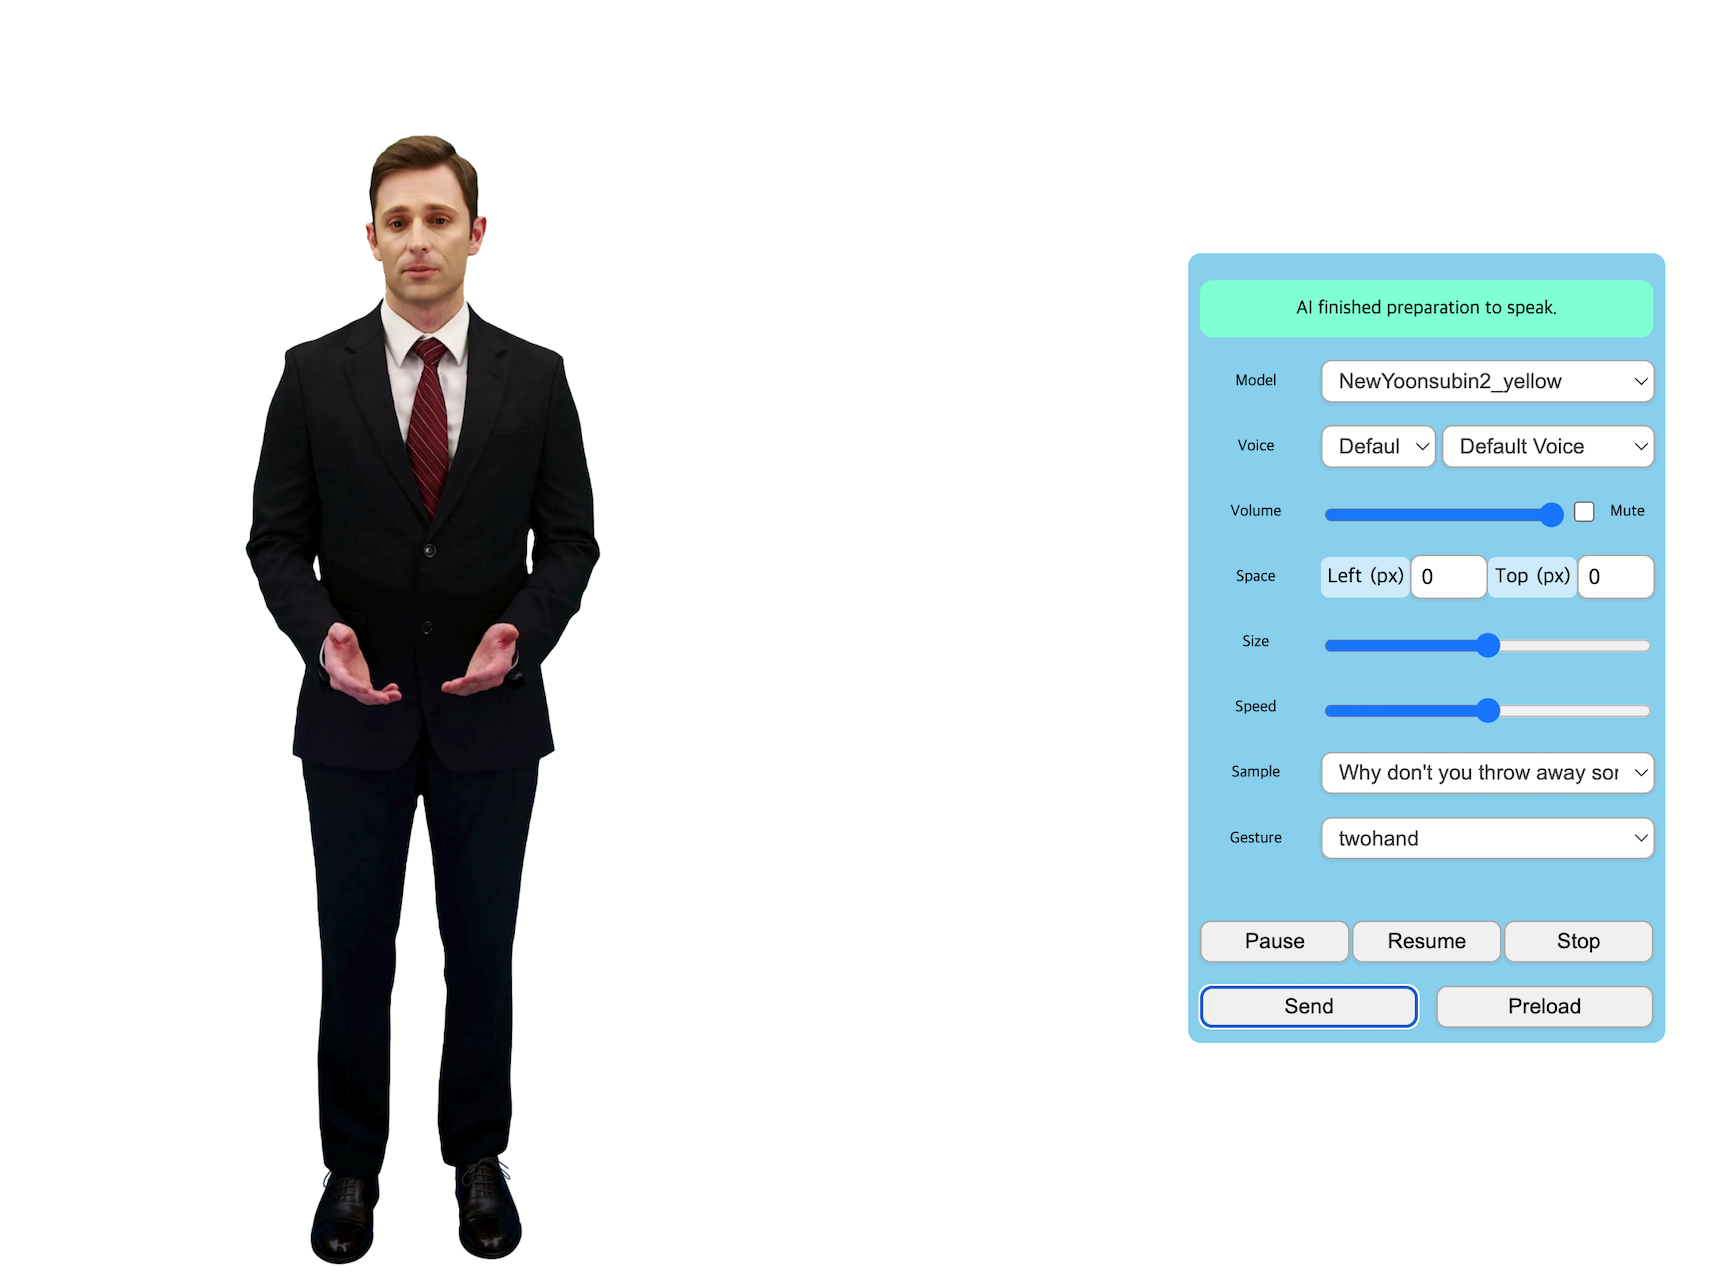 AI finished preparation to speak.
Model NewYoonsubin2_yellow
Voice Defaul Default Voice
Volume Mute
Space Left (px) 0 Top (px) 0
Size
Speed
Sample Why don't you throw away sor
Gesture twohand
Pause Resume Stop
Send Preload